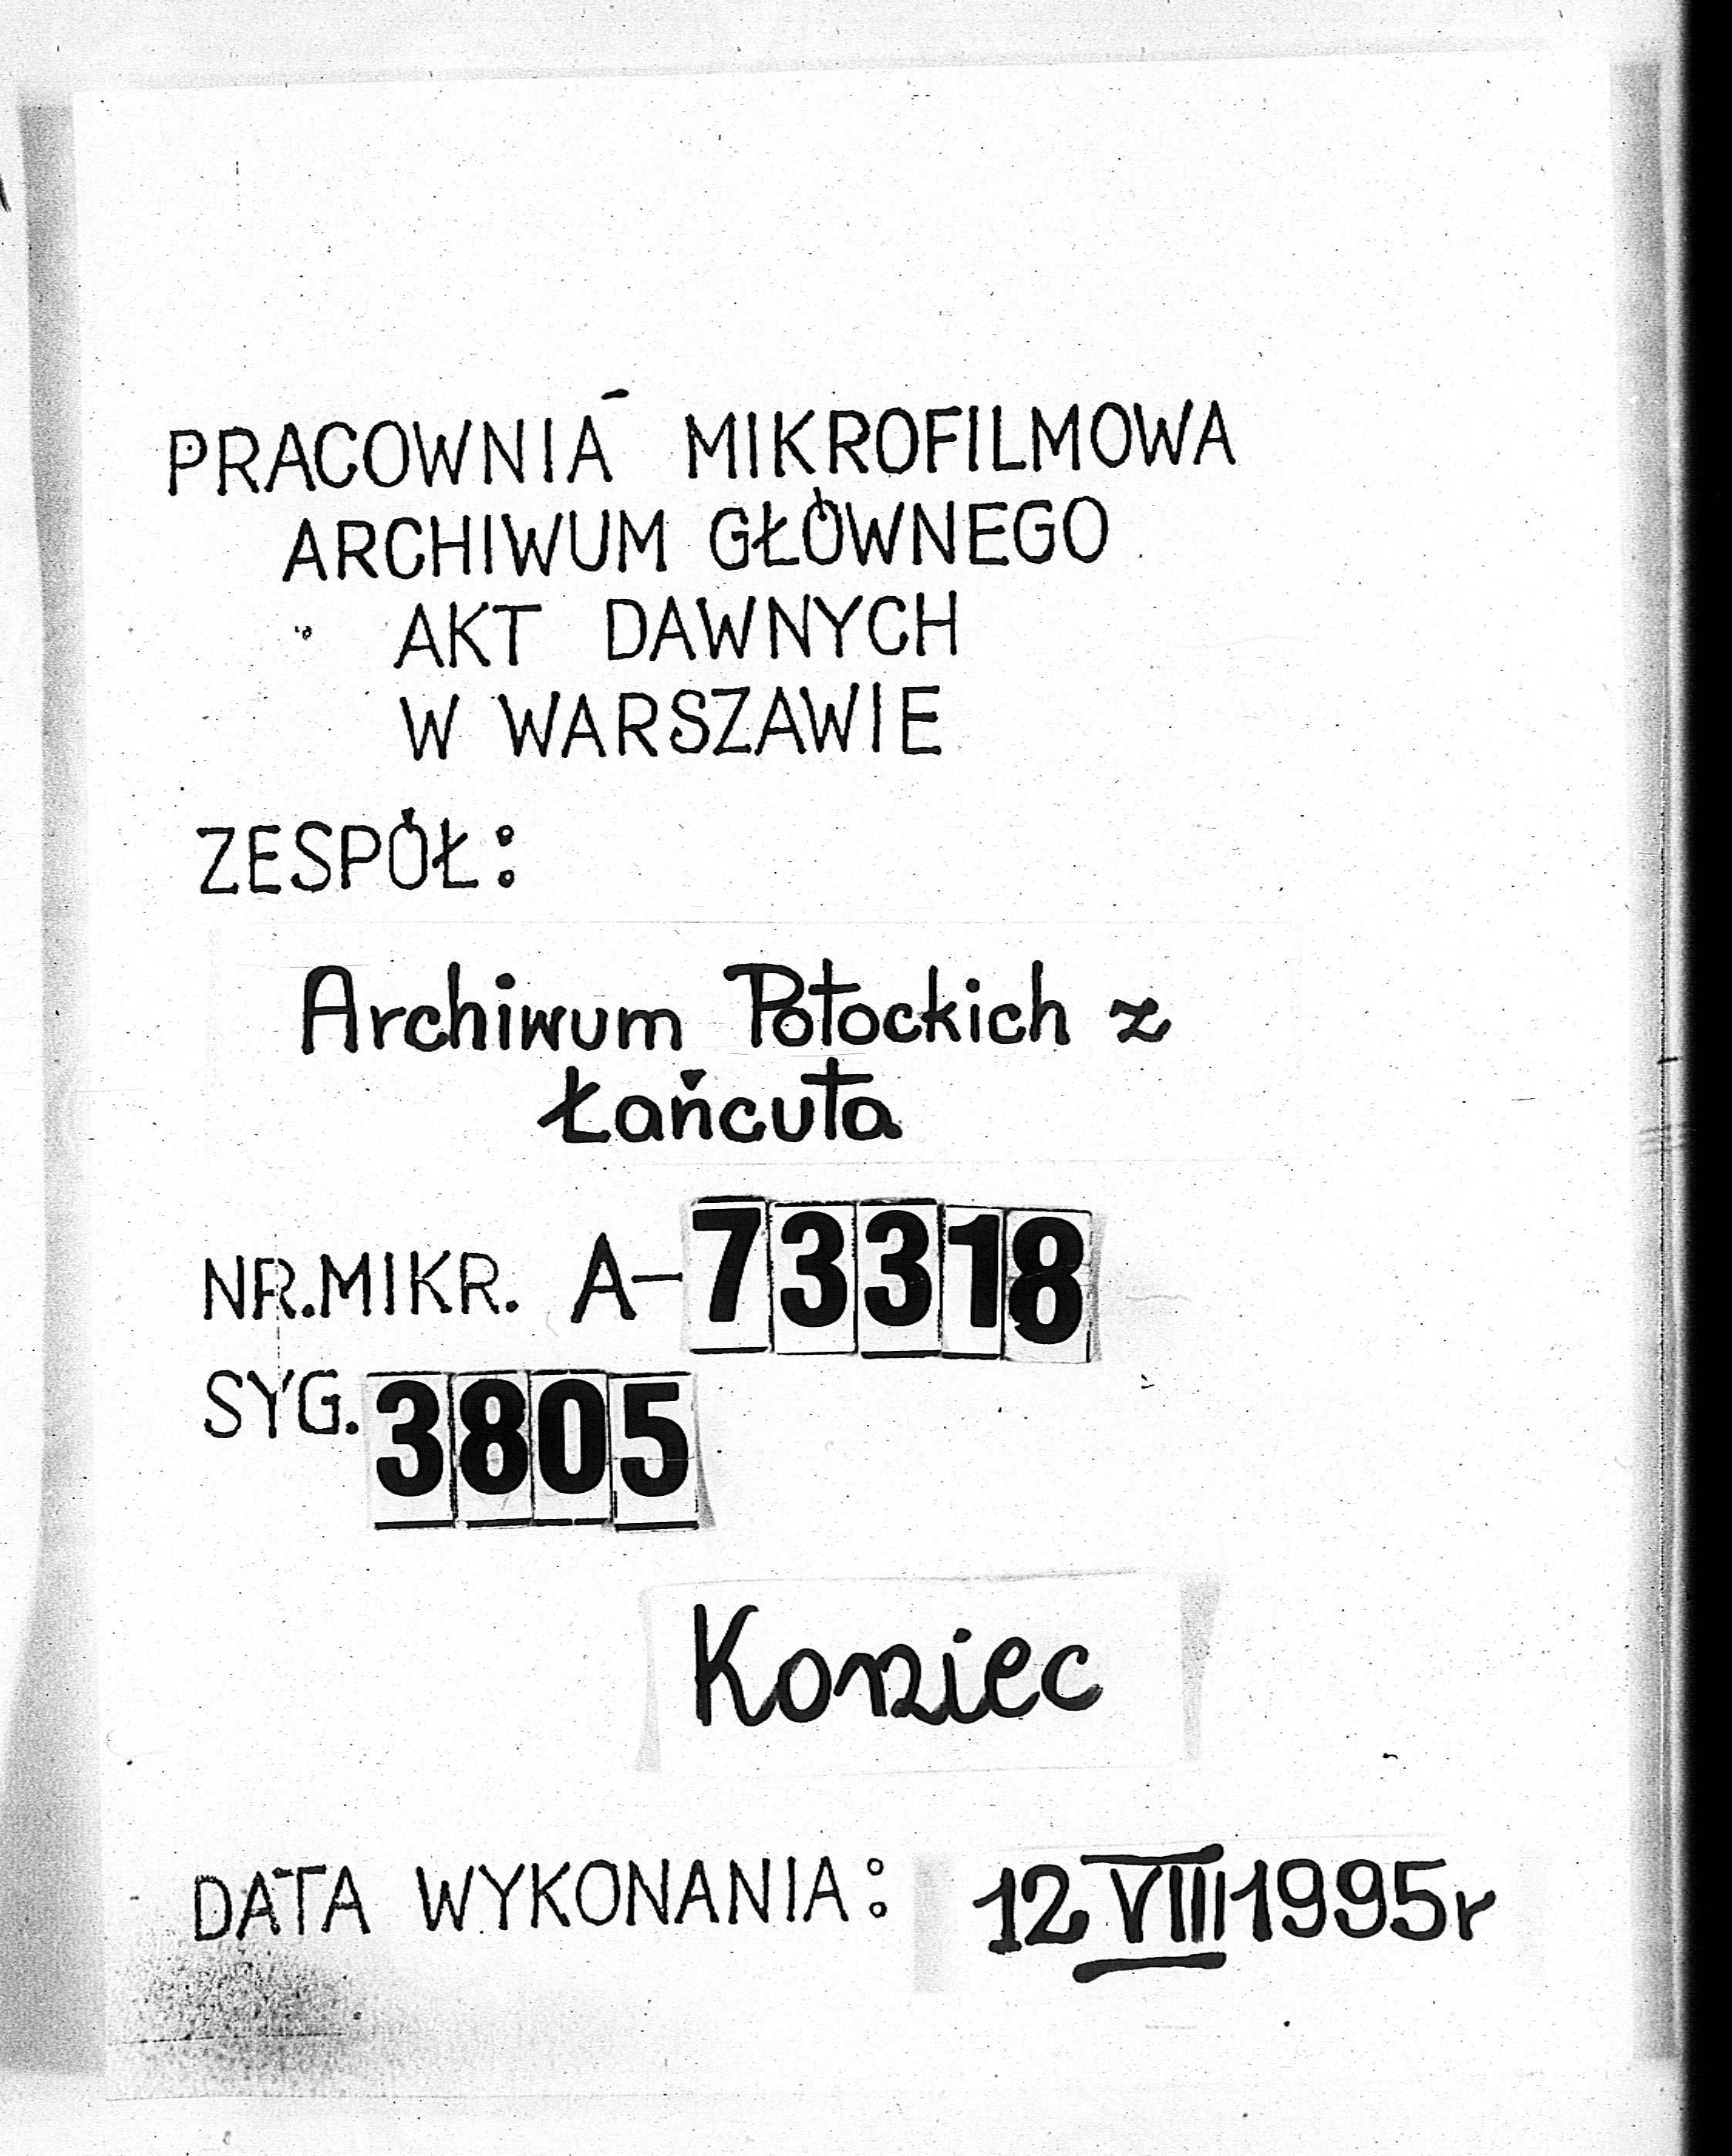 PRACOWNIA MIKROFILMOWA
ARCHIWUM GŁÓWNEGO
AKT DAWNYCH
W WARSZAWIE
ZESPÓŁ:
Archiwum Potockich z
Łańcuta
NR.MIKR. A-73318
SYG. 3805
Koniec
DATA WYKONANIA: 12 VIII 1995r